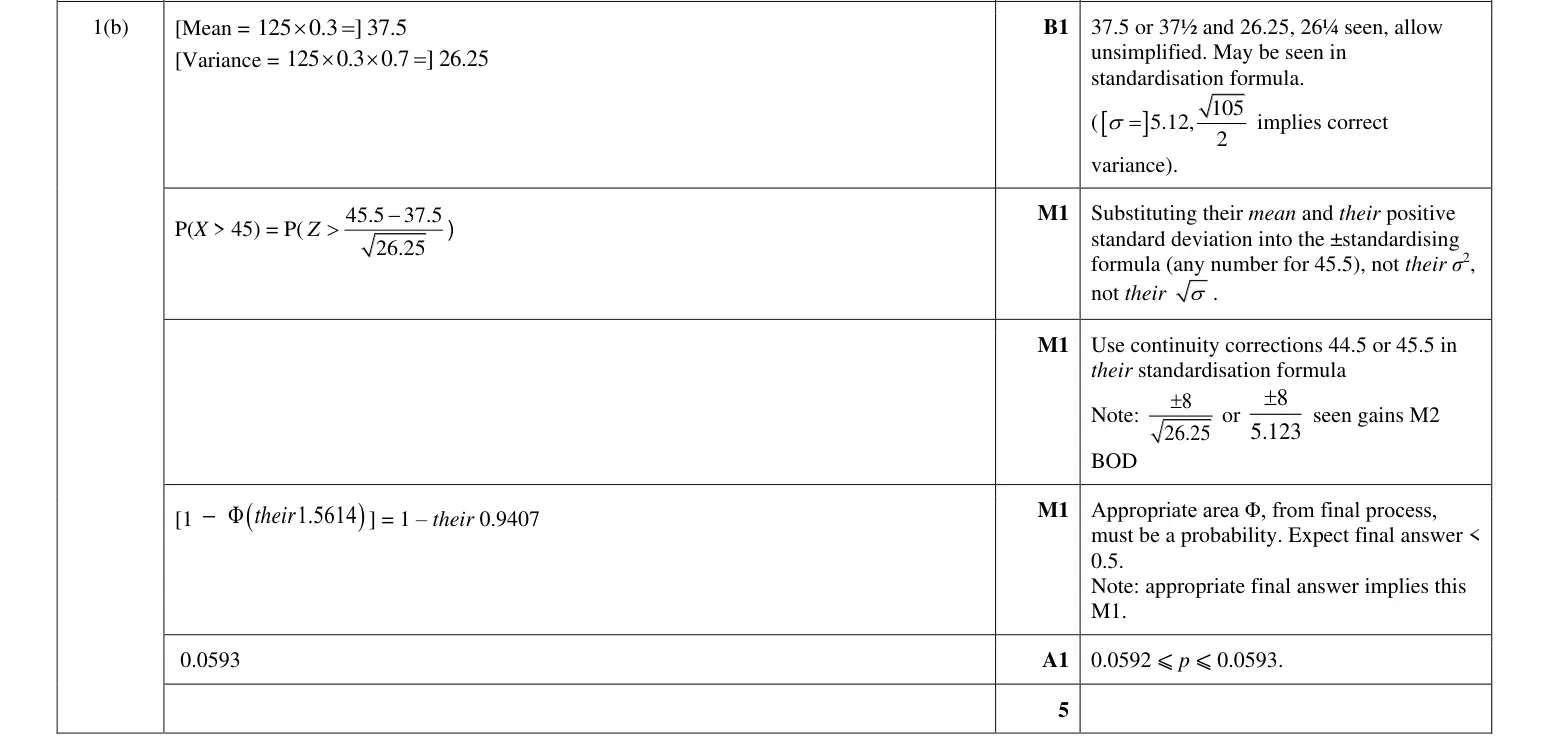 1(b)
[Mean = 125×0.3=] 37.5
[Variance = 125×0.3×0.7=] 26.25
B1
37.5 or 37½ and 26.25, 26¼ seen, allow
unsimplified. May be seen in
standardisation formula.
([σ=]5.12, √105/2 implies correct
variance).
P(X > 45) = P( Z > (45.5 − 37.5)/√26.25 )
M1
Substituting their mean and their positive
standard deviation into the ±standardising
formula (any number for 45.5), not their σ²,
not their √σ .
M1
Use continuity corrections 44.5 or 45.5 in
their standardisation formula
Note: ±8/√26.25 or ±8/5.123 seen gains M2
BOD
[1 − Φ(their1.5614)] = 1 – their 0.9407
M1
Appropriate area Φ, from final process,
must be a probability. Expect final answer <
0.5.
Note: appropriate final answer implies this
M1.
0.0593
A1
0.0592 ⩽ p ⩽ 0.0593.
5